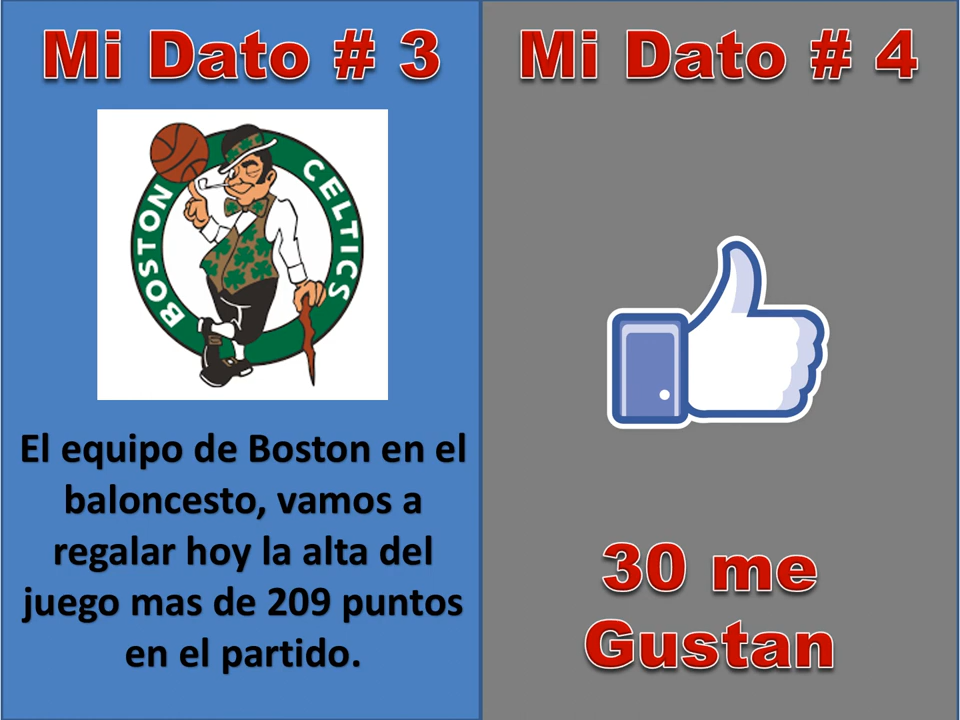 Mi Dato # 3
BOSTON CELTICS
El equipo de Boston en el
baloncesto, vamos a
regalar hoy la alta del
juego mas de 209 puntos
en el partido.
Mi Dato # 4
30 me
Gustan